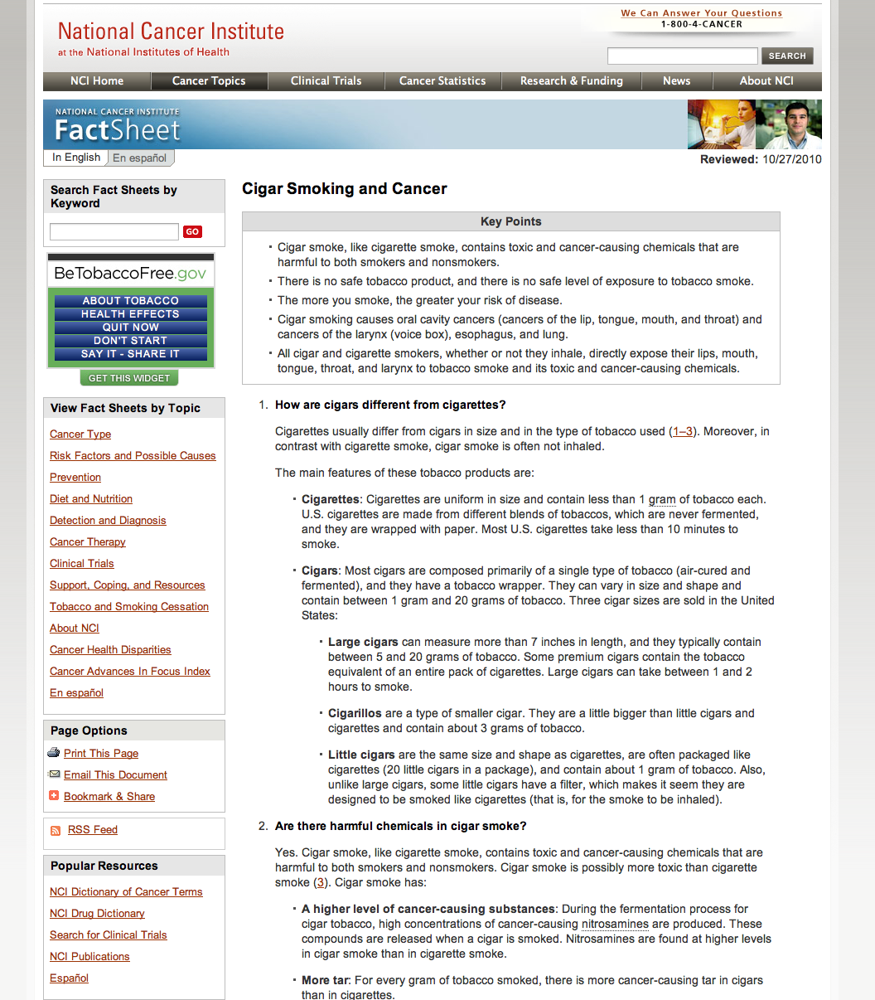 National Cancer Institute
at the National Institutes of Health
We Can Answer Your Questions
1-800-4-CANCER
SEARCH
NCI Home
Cancer Topics
Clinical Trials
Cancer Statistics
Research & Funding
News
About NCI
NATIONAL CANCER INSTITUTE
FactSheet
In English
En español
Reviewed: 10/27/2010
Search Fact Sheets by
Keyword
GO
BeTobaccoFree.gov
ABOUT TOBACCO
HEALTH EFFECTS
QUIT NOW
DON'T START
SAY IT - SHARE IT
GET THIS WIDGET
View Fact Sheets by Topic
Cancer Type
Risk Factors and Possible Causes
Prevention
Diet and Nutrition
Detection and Diagnosis
Cancer Therapy
Clinical Trials
Support, Coping, and Resources
Tobacco and Smoking Cessation
About NCI
Cancer Health Disparities
Cancer Advances In Focus Index
En español
Page Options
Print This Page
Email This Document
Bookmark & Share
RSS Feed
Popular Resources
NCI Dictionary of Cancer Terms
NCI Drug Dictionary
Search for Clinical Trials
NCI Publications
Español
Cigar Smoking and Cancer
Key Points
Cigar smoke, like cigarette smoke, contains toxic and cancer-causing chemicals that are
harmful to both smokers and nonsmokers.
There is no safe tobacco product, and there is no safe level of exposure to tobacco smoke.
The more you smoke, the greater your risk of disease.
Cigar smoking causes oral cavity cancers (cancers of the lip, tongue, mouth, and throat) and
cancers of the larynx (voice box), esophagus, and lung.
All cigar and cigarette smokers, whether or not they inhale, directly expose their lips, mouth,
tongue, throat, and larynx to tobacco smoke and its toxic and cancer-causing chemicals.
1. How are cigars different from cigarettes?
Cigarettes usually differ from cigars in size and in the type of tobacco used (1–3). Moreover, in
contrast with cigarette smoke, cigar smoke is often not inhaled.
The main features of these tobacco products are:
Cigarettes: Cigarettes are uniform in size and contain less than 1 gram of tobacco each.
U.S. cigarettes are made from different blends of tobaccos, which are never fermented,
and they are wrapped with paper. Most U.S. cigarettes take less than 10 minutes to
smoke.
Cigars: Most cigars are composed primarily of a single type of tobacco (air-cured and
fermented), and they have a tobacco wrapper. They can vary in size and shape and
contain between 1 gram and 20 grams of tobacco. Three cigar sizes are sold in the United
States:
Large cigars can measure more than 7 inches in length, and they typically contain
between 5 and 20 grams of tobacco. Some premium cigars contain the tobacco
equivalent of an entire pack of cigarettes. Large cigars can take between 1 and 2
hours to smoke.
Cigarillos are a type of smaller cigar. They are a little bigger than little cigars and
cigarettes and contain about 3 grams of tobacco.
Little cigars are the same size and shape as cigarettes, are often packaged like
cigarettes (20 little cigars in a package), and contain about 1 gram of tobacco. Also,
unlike large cigars, some little cigars have a filter, which makes it seem they are
designed to be smoked like cigarettes (that is, for the smoke to be inhaled).
2. Are there harmful chemicals in cigar smoke?
Yes. Cigar smoke, like cigarette smoke, contains toxic and cancer-causing chemicals that are
harmful to both smokers and nonsmokers. Cigar smoke is possibly more toxic than cigarette
smoke (3). Cigar smoke has:
A higher level of cancer-causing substances: During the fermentation process for
cigar tobacco, high concentrations of cancer-causing nitrosamines are produced. These
compounds are released when a cigar is smoked. Nitrosamines are found at higher levels
in cigar smoke than in cigarette smoke.
More tar: For every gram of tobacco smoked, there is more cancer-causing tar in cigars
than in cigarettes.